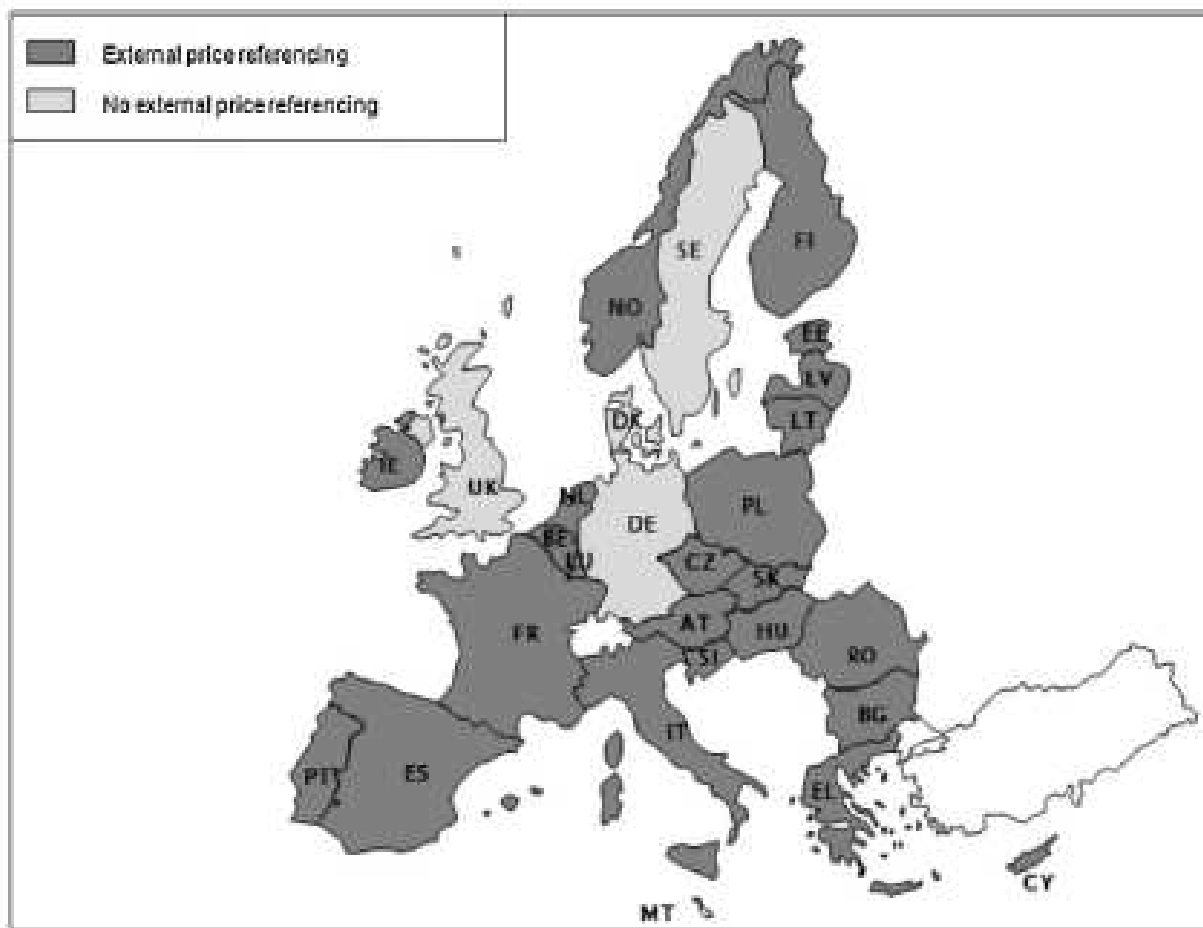 External price referencing
No external price referencing
SE
FI
NO
EE
LV
LT
DK
IE
UK
NL
DE
PL
BE
LU
CZ
SK
AT
HU
FR
SI
RO
IT
BG
PT
ES
EL
CY
MT